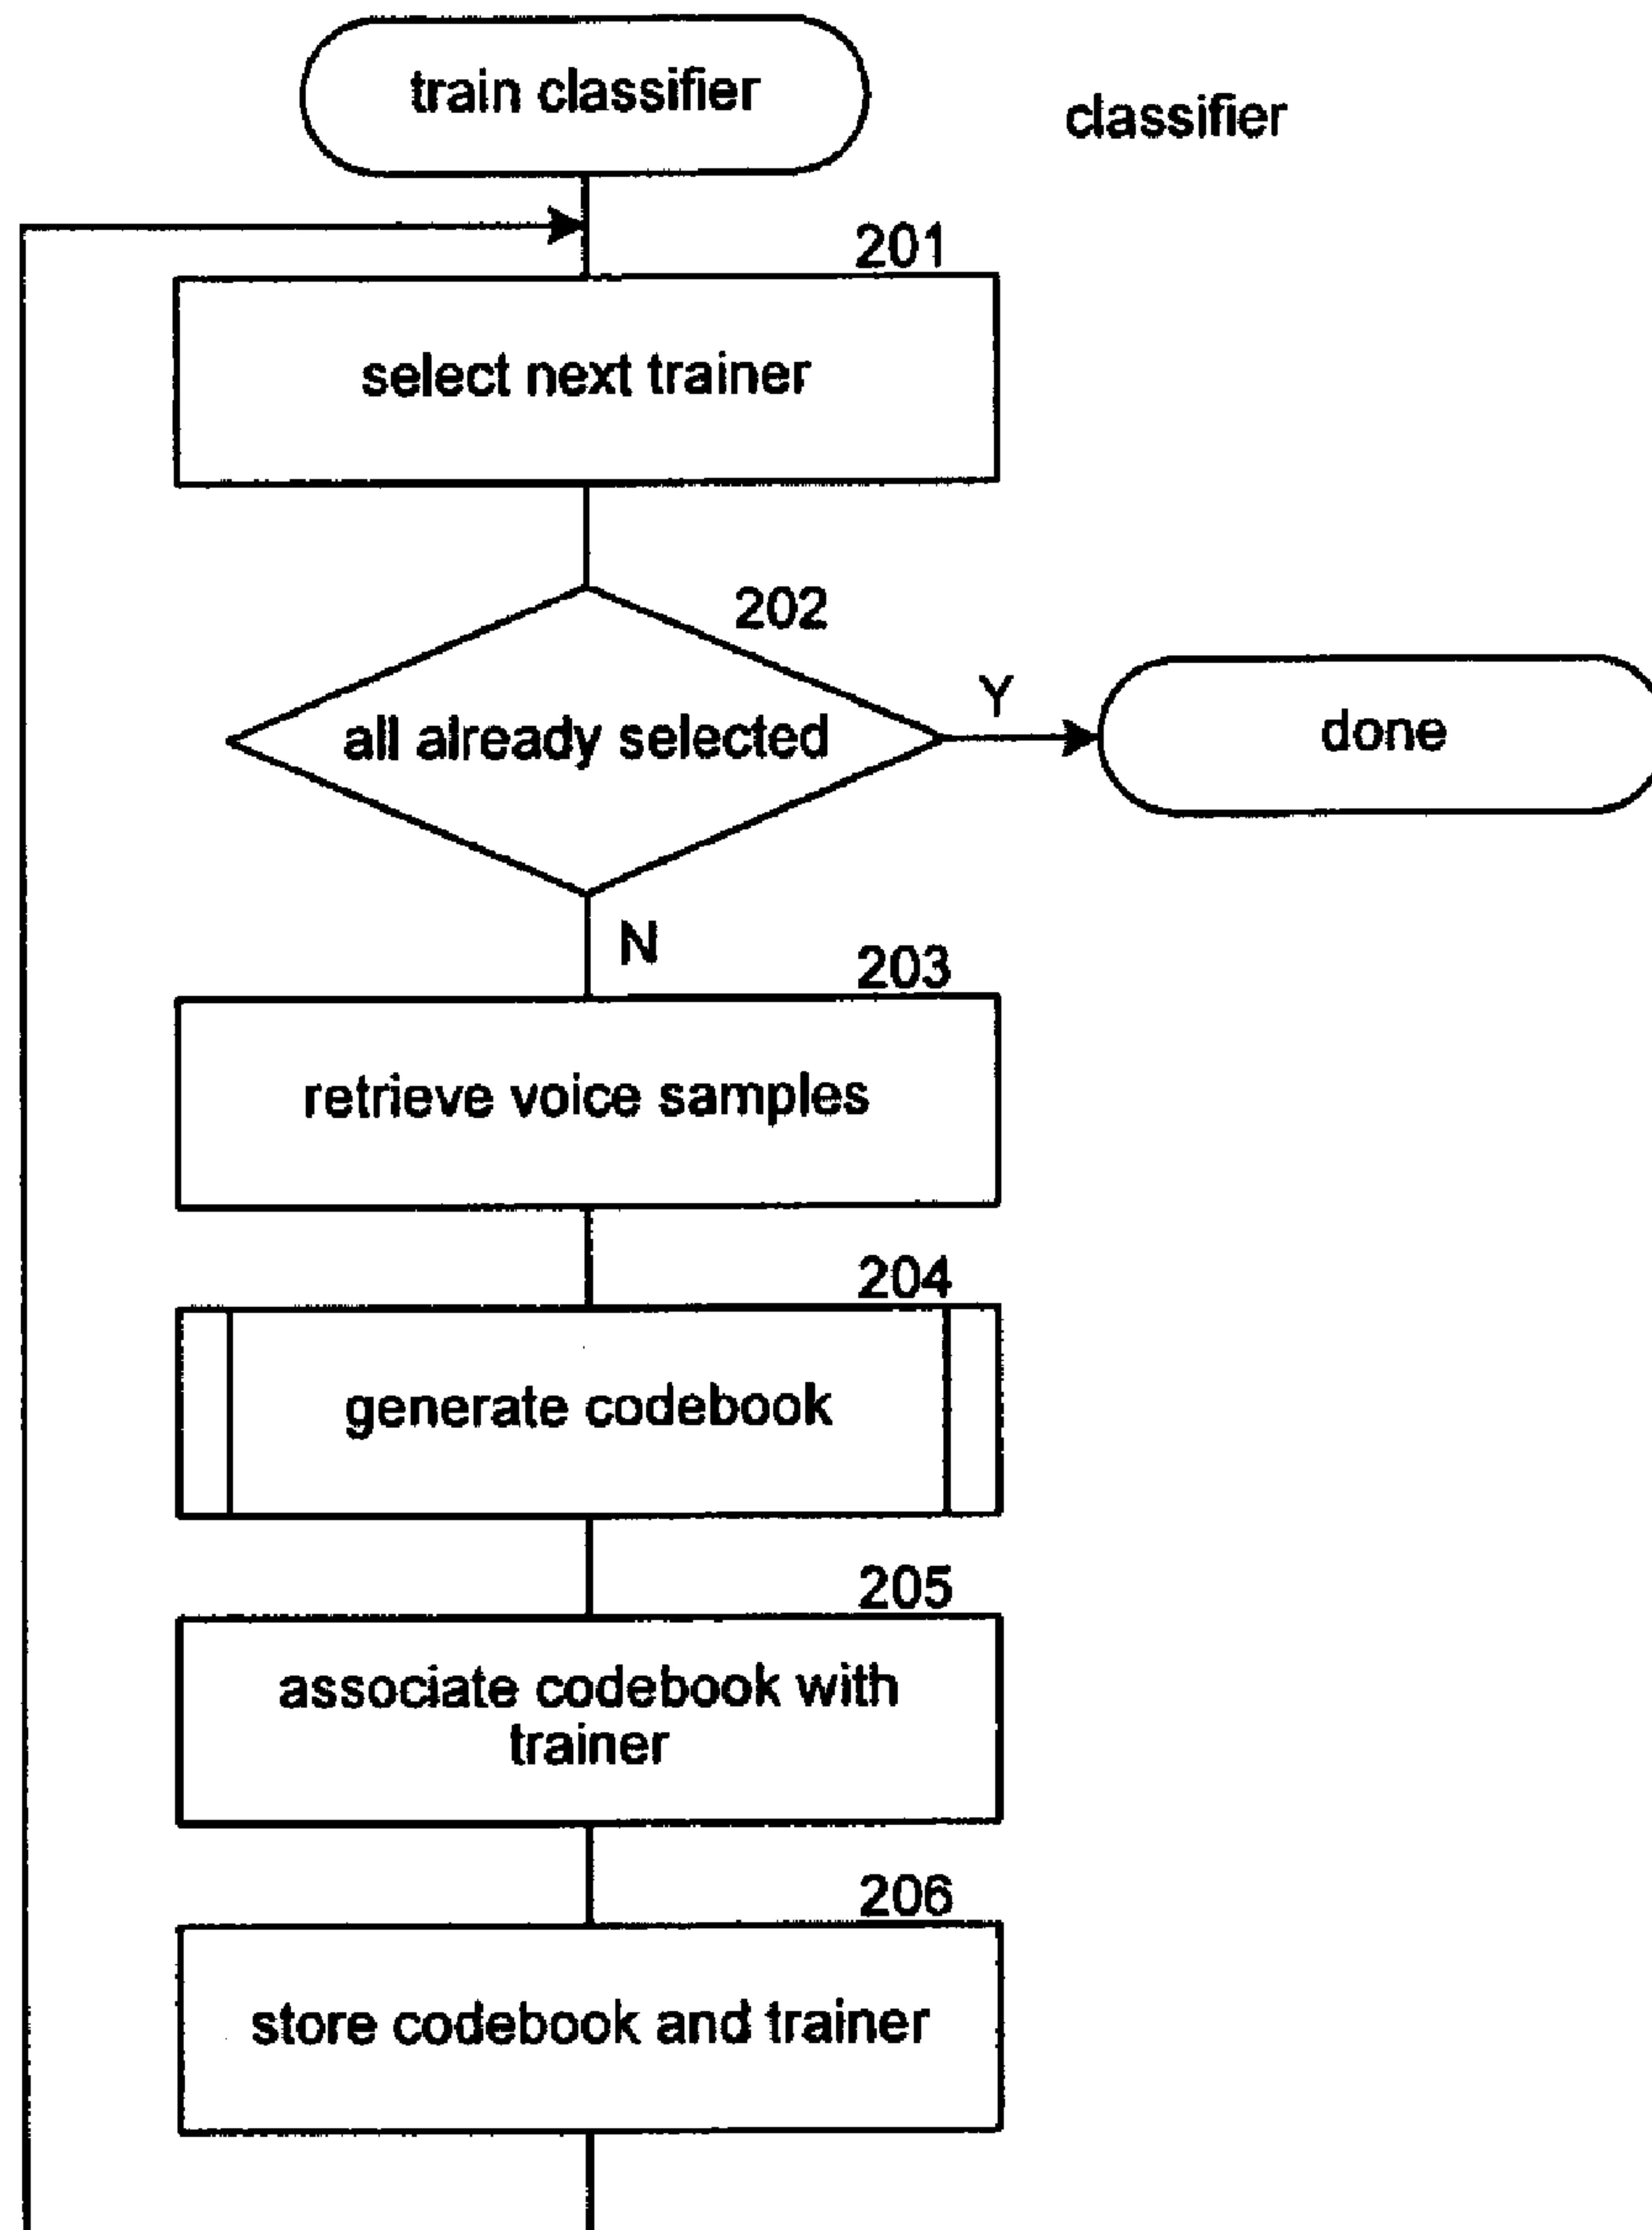 train classifier
classifier
201
select next trainer
202
all already selected
Y
done
N
203
retrieve voice samples
204
generate codebook
205
associate codebook with
trainer
206
store codebook and trainer